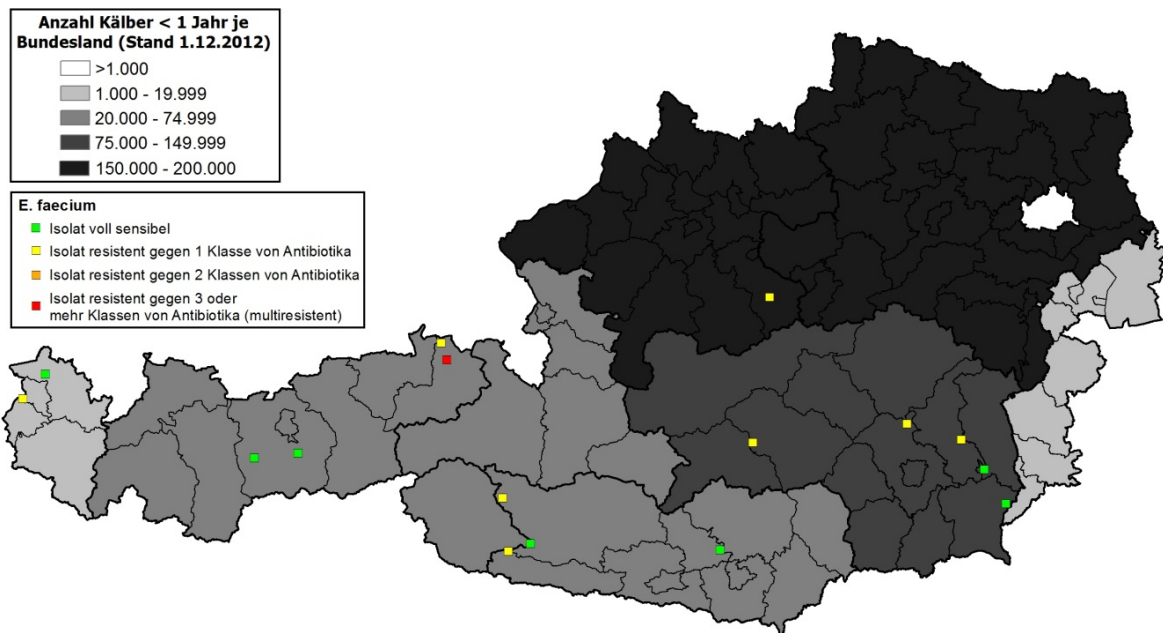 Anzahl Kälber < 1 Jahr je
Bundesland (Stand 1.12.2012)
>1.000
1.000 - 19.999
20.000 - 74.999
75.000 - 149.999
150.000 - 200.000
E. faecium
Isolat voll sensibel
Isolat resistent gegen 1 Klasse von Antibiotika
Isolat resistent gegen 2 Klassen von Antibiotika
Isolat resistent gegen 3 oder
mehr Klassen von Antibiotika (multiresistent)